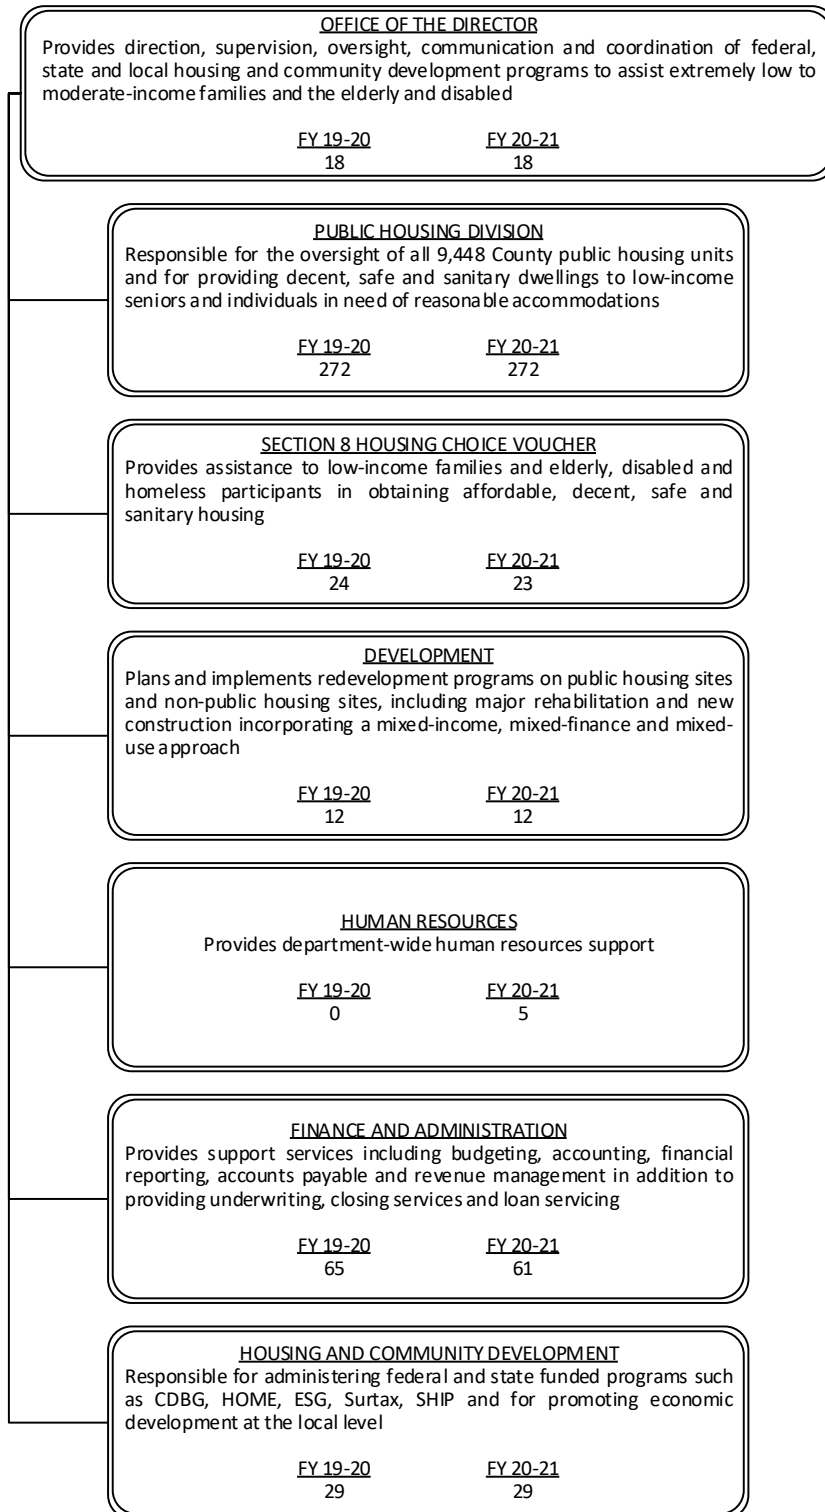 OFFICE OF THE DIRECTOR
Provides direction, supervision, oversight, communication and coordination of federal,
state and local housing and community development programs to assist extremely low to
moderate-income families and the elderly and disabled
FY 19-20 FY 20-21
18 18
PUBLIC HOUSING DIVISION
Responsible for the oversight of all 9,448 County public housing units
and for providing decent, safe and sanitary dwellings to low-income
seniors and individuals in need of reasonable accommodations
FY 19-20 FY 20-21
272 272
SECTION 8 HOUSING CHOICE VOUCHER
Provides assistance to low-income families and elderly, disabled and
homeless participants in obtaining affordable, decent, safe and
sanitary housing
FY 19-20 FY 20-21
24 23
DEVELOPMENT
Plans and implements redevelopment programs on public housing sites
and non-public housing sites, including major rehabilitation and new
construction incorporating a mixed-income, mixed-finance and mixed-
use approach
FY 19-20 FY 20-21
12 12
HUMAN RESOURCES
Provides department-wide human resources support
FY 19-20 FY 20-21
0 5
FINANCE AND ADMINISTRATION
Provides support services including budgeting, accounting, financial
reporting, accounts payable and revenue management in addition to
providing underwriting, closing services and loan servicing
FY 19-20 FY 20-21
65 61
HOUSING AND COMMUNITY DEVELOPMENT
Responsible for administering federal and state funded programs such
as CDBG, HOME, ESG, Surtax, SHIP and for promoting economic
development at the local level
FY 19-20 FY 20-21
29 29